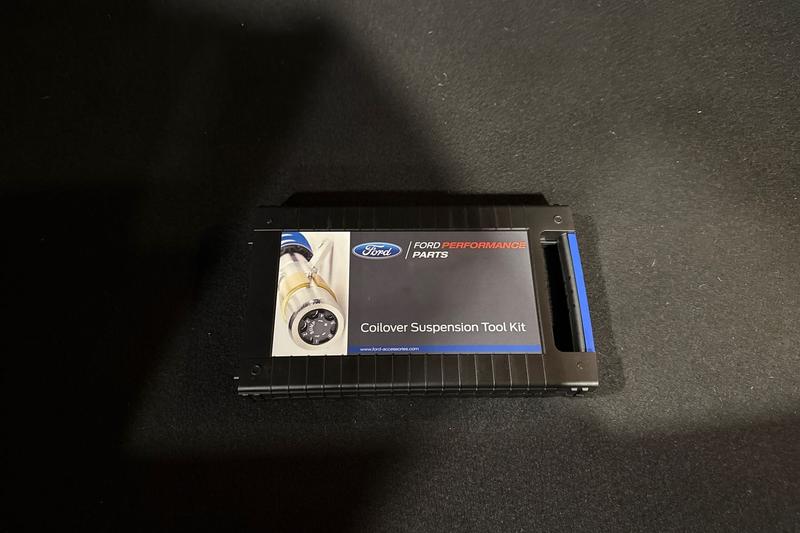 Ford
FORD PERFORMANCE
PARTS
Coilover Suspension Tool Kit
www.ford-accessories.com